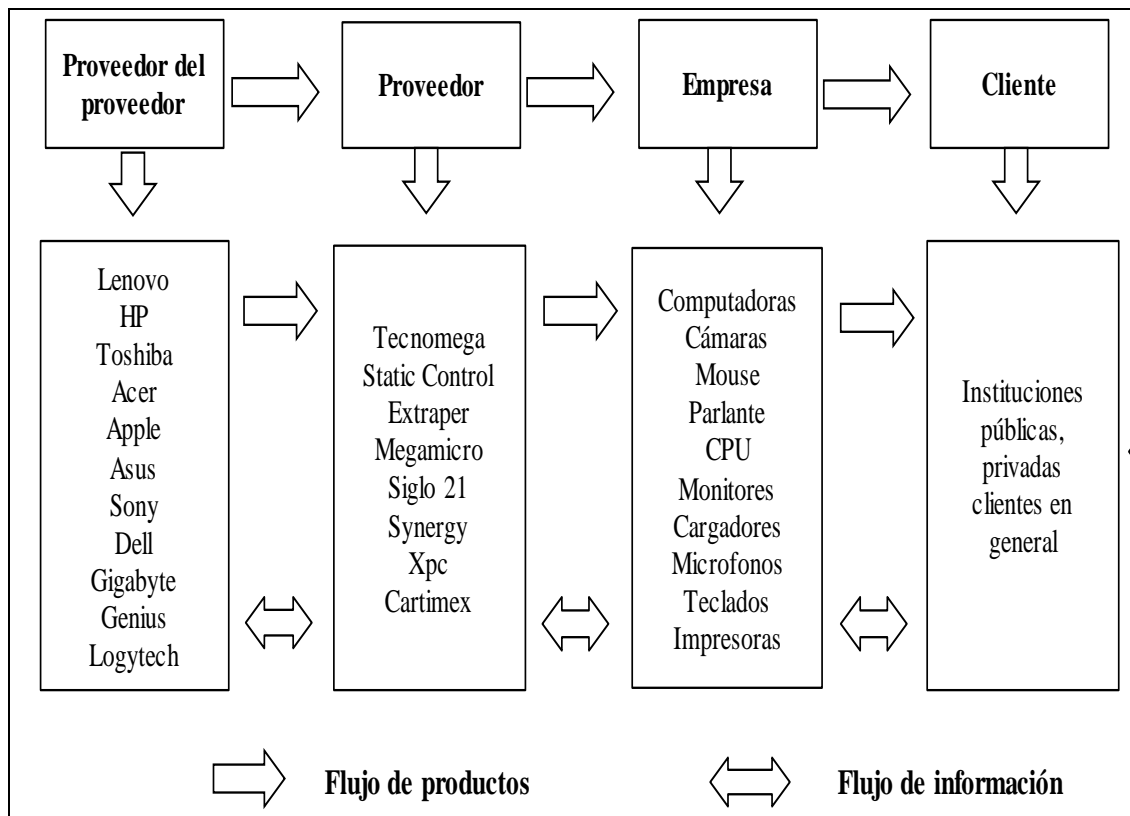 Proveedor del
proveedor
Proveedor
Empresa
Cliente
Lenovo
HP
Toshiba
Acer
Apple
Asus
Sony
Dell
Gigabyte
Genius
Logytech
Tecnomega
Static Control
Extraper
Megamicro
Siglo 21
Synergy
Xpc
Cartimex
Computadoras
Cámaras
Mouse
Parlante
CPU
Monitores
Cargadores
Microfonos
Teclados
Impresoras
Instituciones
públicas,
privadas
clientes en
general
Flujo de productos
Flujo de información